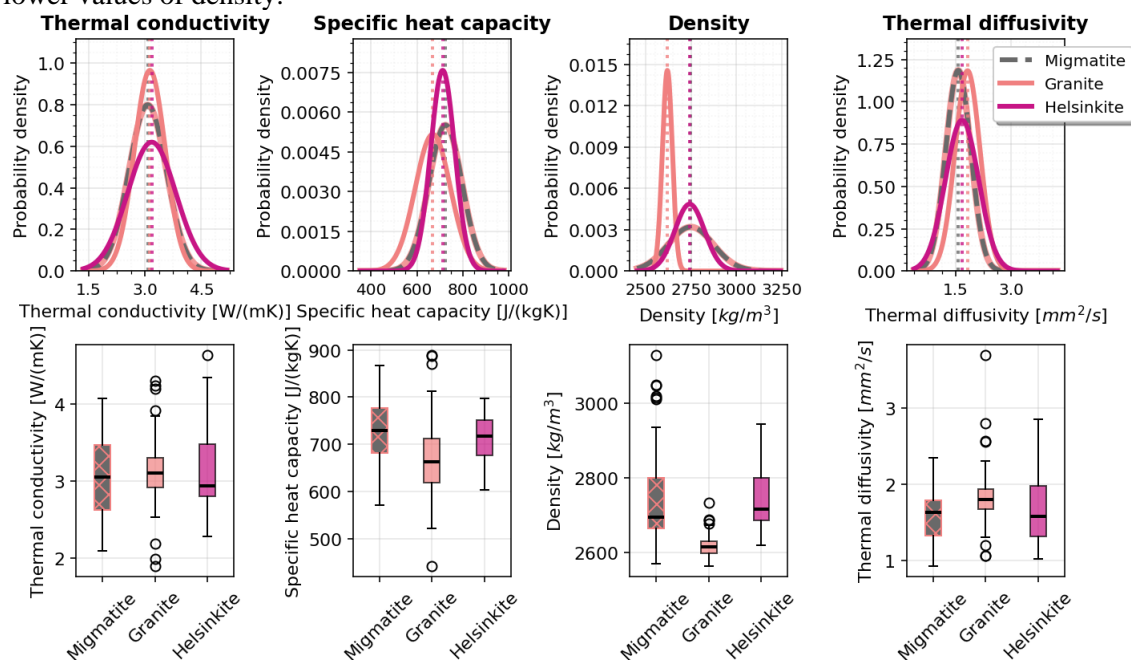 lower values of density.
Thermal conductivity Specific heat capacity Density Thermal diffusivity
Probability density
1.0
0.8
0.6
0.4
0.2
0.0
1.5 3.0 4.5
Thermal conductivity [W/(mK)]
Probability density
0.0075
0.0060
0.0045
0.0030
0.0015
0.0000
400 600 800 1000
Specific heat capacity [J/(kgK)]
Probability density
0.015
0.012
0.009
0.006
0.003
0.000
2500 2750 3000 3250
Density [kg/m³]
Probability density
1.25
1.00
0.75
0.50
0.25
0.00
1.5 3.0
Thermal diffusivity [mm²/s]
Migmatite
Granite
Helsinkite
Thermal conductivity [W/(mK)]
4
3
2
Migmatite Granite Helsinkite
Specific heat capacity [J/(kgK)]
900
800
700
600
500
Migmatite Granite Helsinkite
Density [kg/m³]
3000
2800
2600
Migmatite Granite Helsinkite
Thermal diffusivity [mm²/s]
3
2
1
Migmatite Granite Helsinkite